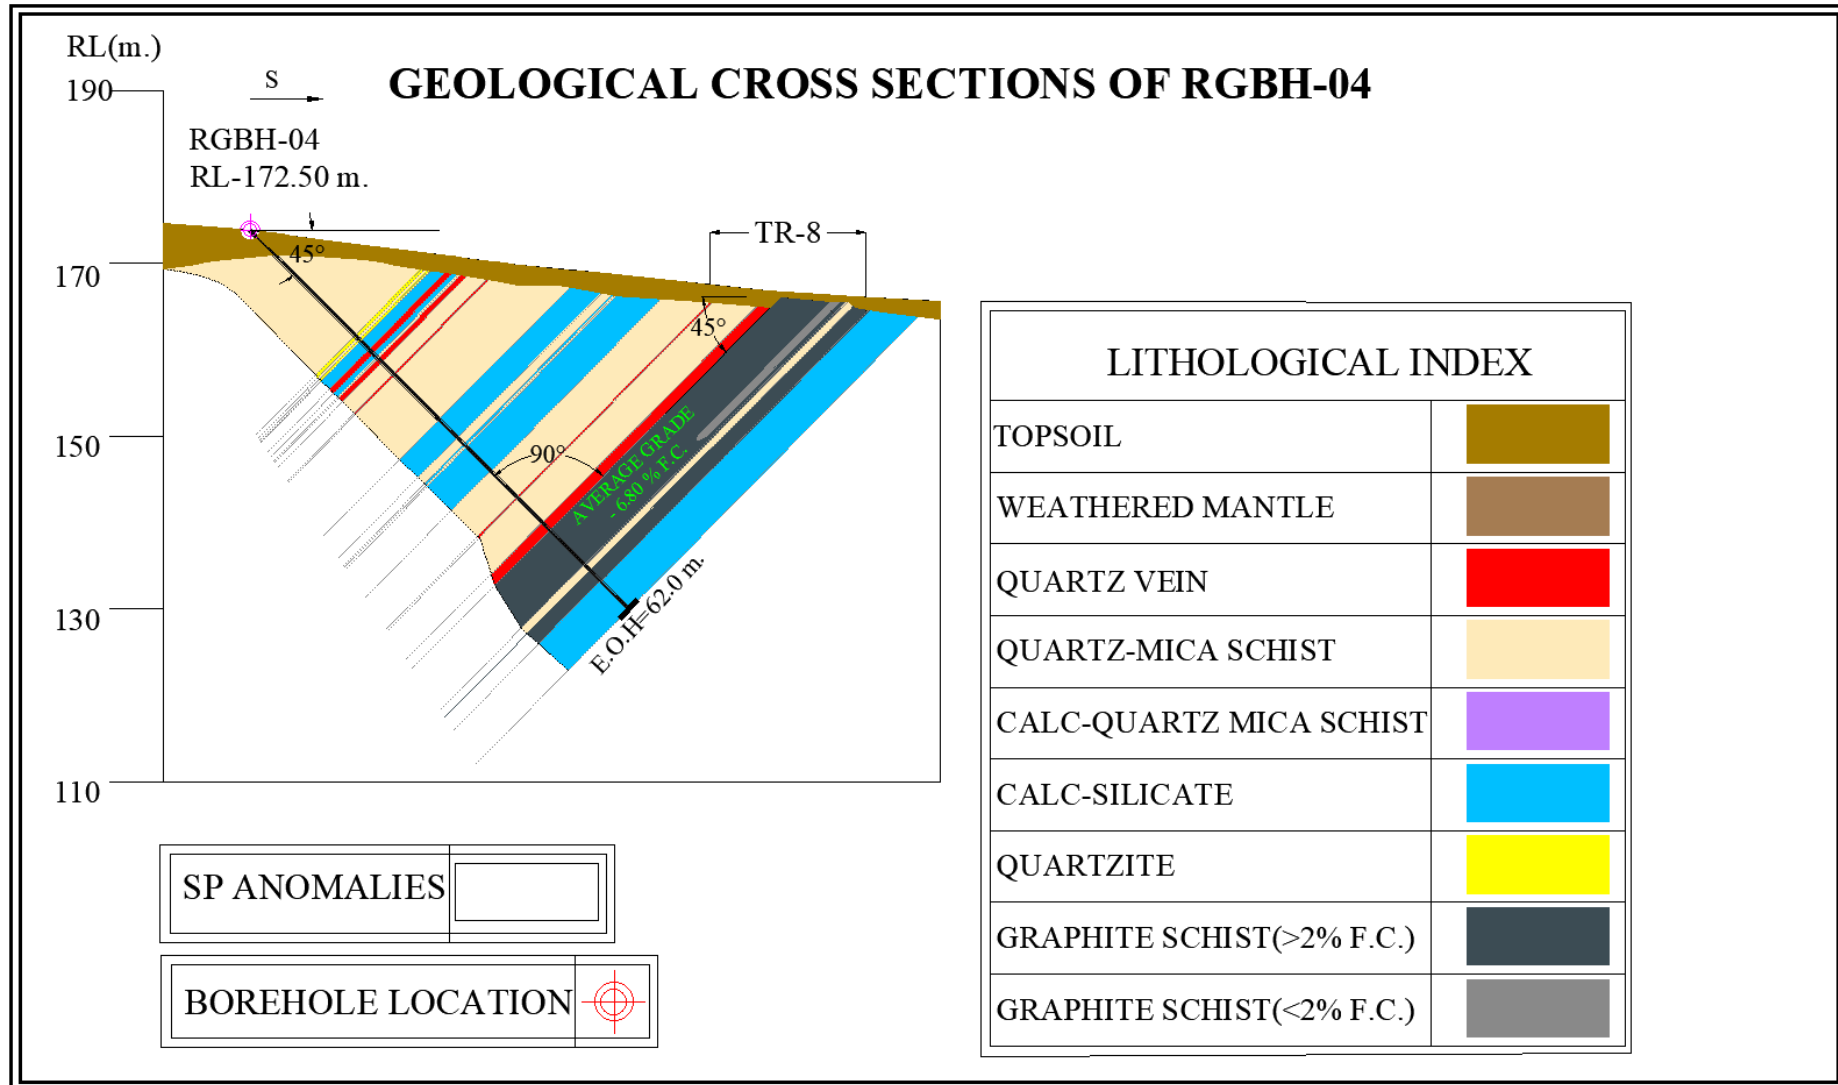 RL(m.)
190
S
GEOLOGICAL CROSS SECTIONS OF RGBH-04
RGBH-04
RL-172.50 m.
45°
TR-8
170
45°
150
90°
AVERAGE GRADE
- 6.80 % F.C.
130
E.O.H=62.0 m.
110
LITHOLOGICAL INDEX
TOPSOIL
WEATHERED MANTLE
QUARTZ VEIN
QUARTZ-MICA SCHIST
CALC-QUARTZ MICA SCHIST
CALC-SILICATE
QUARTZITE
GRAPHITE SCHIST(>2% F.C.)
GRAPHITE SCHIST(<2% F.C.)
SP ANOMALIES
BOREHOLE LOCATION